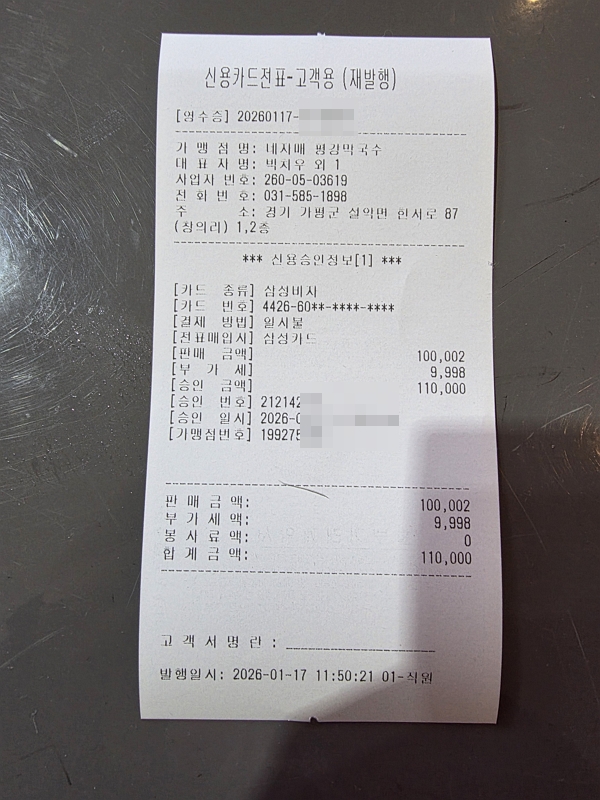 신용카드전표-고객용 (재발행)
[영수증] 20260117-
가 맹 점 명: 네자매 평강막국수
대 표 자 명: 박치우 외 1
사업자 번호: 260-05-03619
전 화 번 호: 031-585-1898
주 소: 경기 가평군 설악면 한서로 87
(창의리) 1,2층
*** 신용승인정보[1] ***
[카드 종류] 삼성비자
[카드 번호] 4426-60**-****-****
[결제 방법] 일시불
[전표매입사] 삼성카드
[판매 금액] 100,002
[부 가 세] 9,998
[승인 금액] 110,000
[승인 번호] 212142
[승인 일시] 2026-0
[가맹점번호] 199275
판 매 금 액: 100,002
부 가 세 액: 9,998
봉 사 료 액: 0
합 계 금 액: 110,000
고 객 서 명 란 :
발행일시: 2026-01-17 11:50:21 01-직원